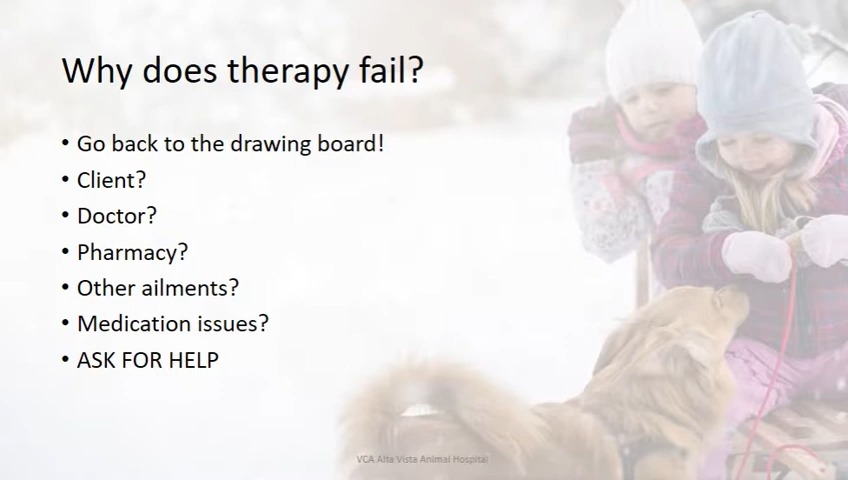 Why does therapy fail?
• Go back to the drawing board!
• Client?
• Doctor?
• Pharmacy?
• Other ailments?
• Medication issues?
• ASK FOR HELP
VCA Alta Vista Animal Hospital